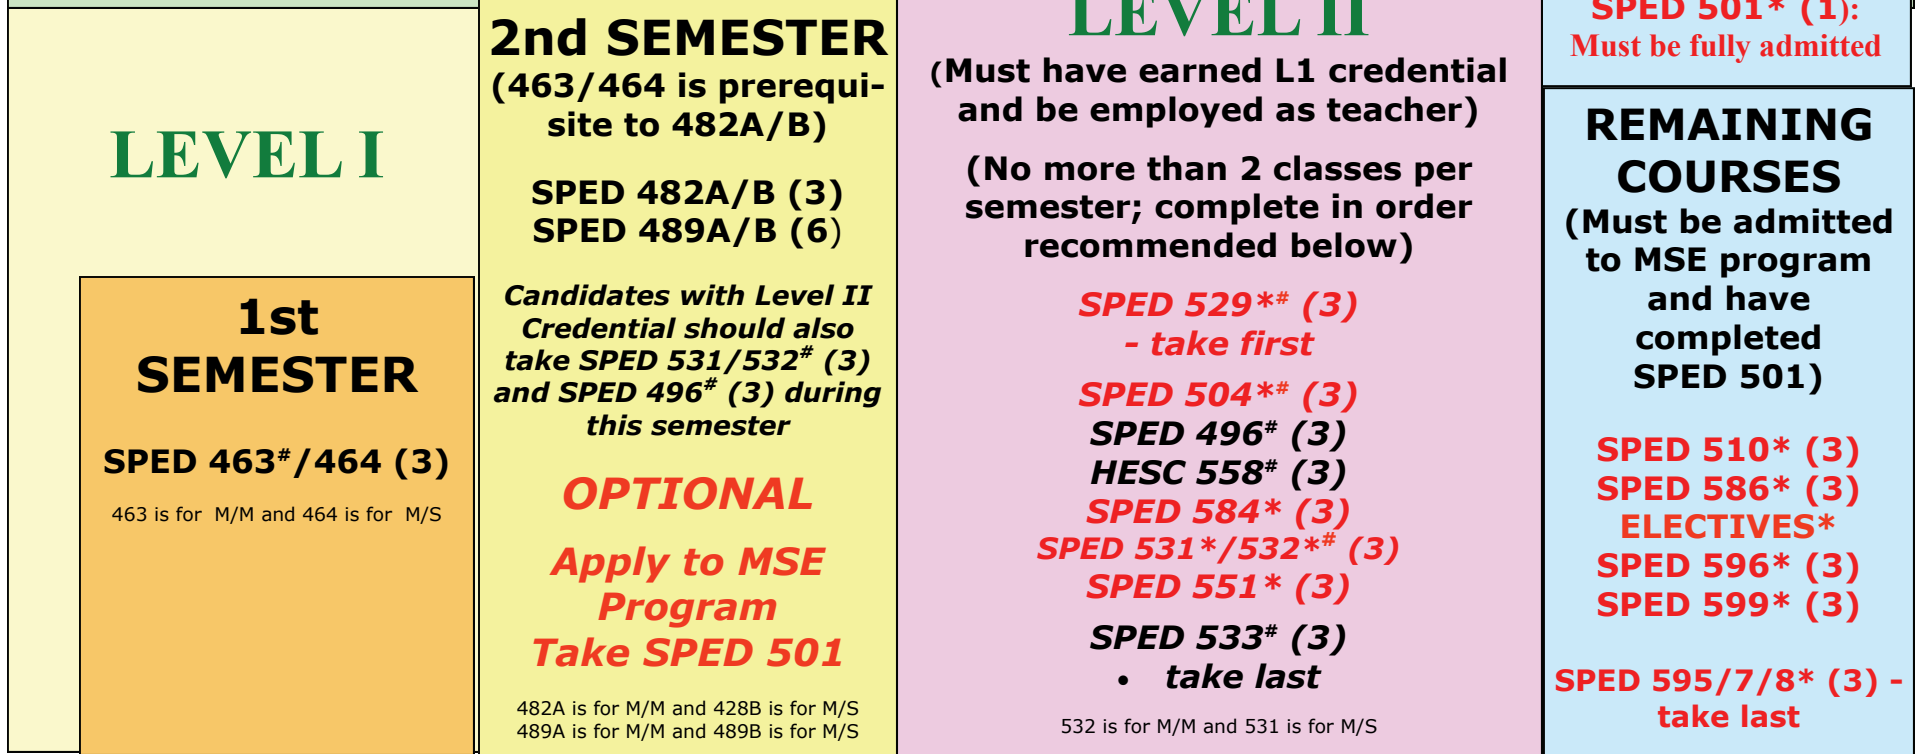 LEVEL I
1st
SEMESTER
SPED 463#/464 (3)
463 is for M/M and 464 is for M/S
2nd SEMESTER
(463/464 is prerequi-
site to 482A/B)
SPED 482A/B (3)
SPED 489A/B (6)
Candidates with Level II
Credential should also
take SPED 531/532# (3)
and SPED 496# (3) during
this semester
OPTIONAL
Apply to MSE
Program
Take SPED 501
482A is for M/M and 428B is for M/S
489A is for M/M and 489B is for M/S
LEVEL II
(Must have earned L1 credential
and be employed as teacher)
(No more than 2 classes per
semester; complete in order
recommended below)
SPED 529*# (3)
- take first
SPED 504*# (3)
SPED 496# (3)
HESC 558# (3)
SPED 584* (3)
SPED 531*/532*# (3)
SPED 551* (3)
SPED 533# (3)
• take last
532 is for M/M and 531 is for M/S
SPED 501* (1):
Must be fully admitted
REMAINING
COURSES
(Must be admitted
to MSE program
and have
completed
SPED 501)
SPED 510* (3)
SPED 586* (3)
ELECTIVES*
SPED 596* (3)
SPED 599* (3)
SPED 595/7/8* (3) -
take last